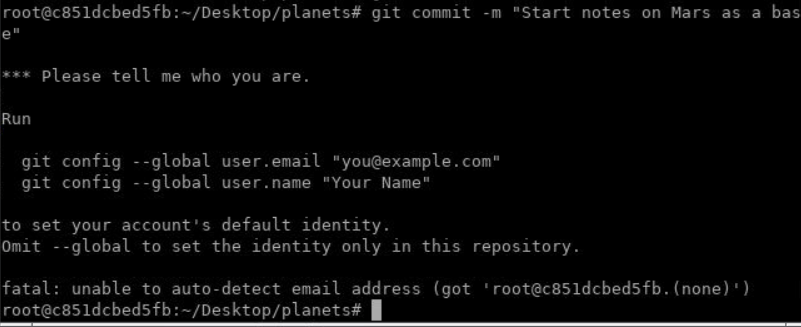 root@c851dcbed5fb:~/Desktop/planets# git commit -m "Start notes on Mars as a bas
e"
*** Please tell me who you are.
Run
git config --global user.email "you@example.com"
git config --global user.name "Your Name"
to set your account's default identity.
Omit --global to set the identity only in this repository.
fatal: unable to auto-detect email address (got 'root@c851dcbed5fb.(none)')
root@c851dcbed5fb:~/Desktop/planets#